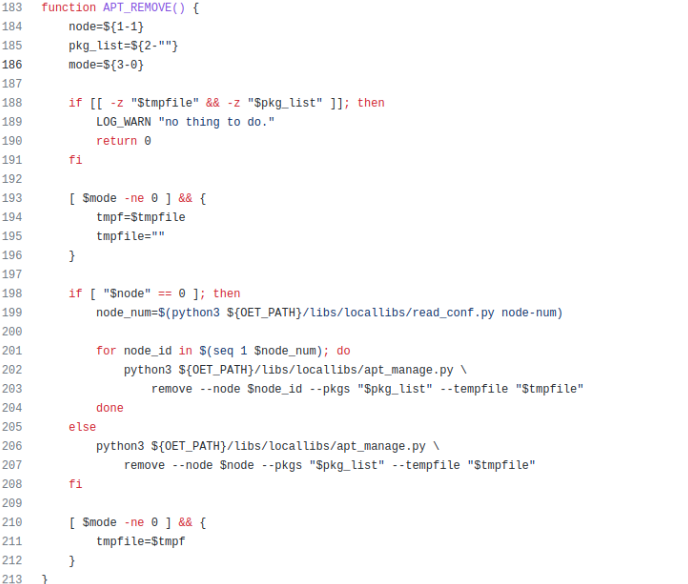 183 function APT_REMOVE() {
184     node=${1-1}
185     pkg_list=${2-""}
186     mode=${3-0}
187
188     if [[ -z "$tmpfile" && -z "$pkg_list" ]]; then
189         LOG_WARN "no thing to do."
190         return 0
191     fi
192
193     [ $mode -ne 0 ] && {
194         tmpf=$tmpfile
195         tmpfile=""
196     }
197
198     if [ "$node" == 0 ]; then
199         node_num=$(python3 ${OET_PATH}/libs/locallibs/read_conf.py node-num)
200
201         for node_id in $(seq 1 $node_num); do
202             python3 ${OET_PATH}/libs/locallibs/apt_manage.py \
203                 remove --node $node_id --pkgs "$pkg_list" --tempfile "$tmpfile"
204         done
205     else
206         python3 ${OET_PATH}/libs/locallibs/apt_manage.py \
207             remove --node $node --pkgs "$pkg_list" --tempfile "$tmpfile"
208     fi
209
210     [ $mode -ne 0 ] && {
211         tmpfile=$tmpf
212     }
213 }